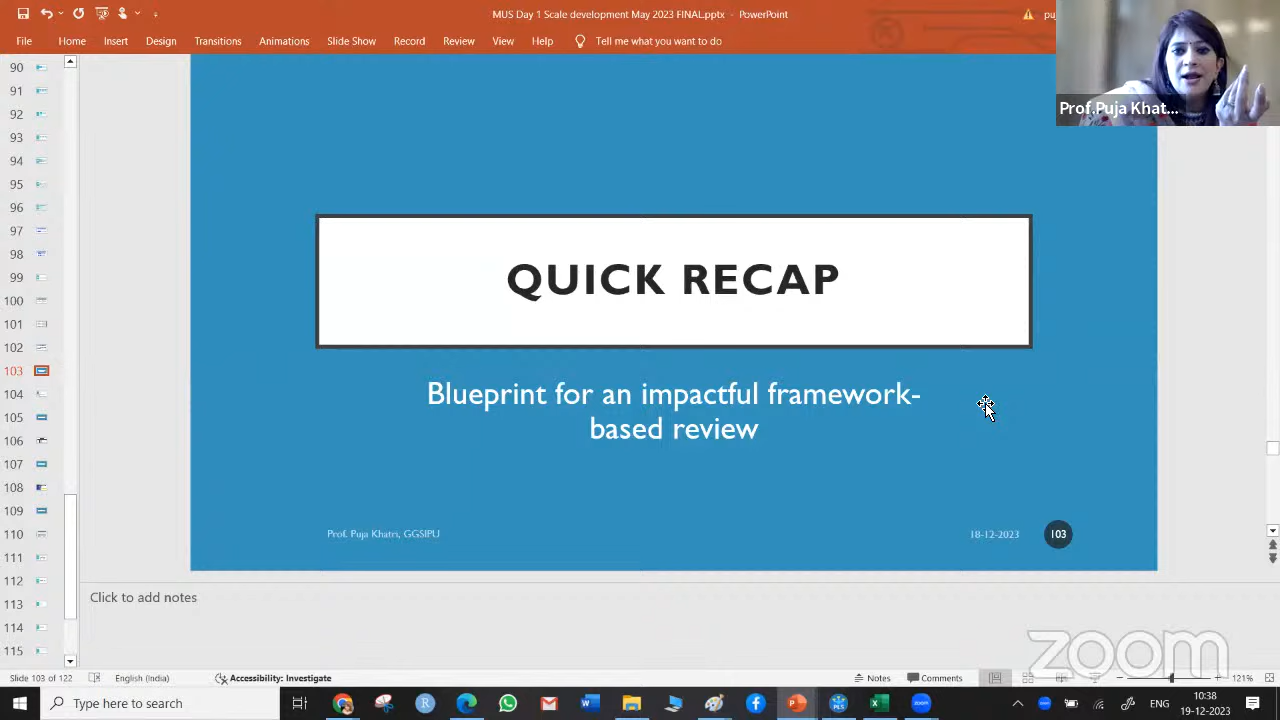 MUS Day 1 Scale development May 2023 FINAL.pptx - PowerPoint
File Home Insert Design Transitions Animations Slide Show Record Review View Help Tell me what you want to do
Prof.Puja Khat...
90
91
92
93
94
95
96
97
98
99
100
101
102
103
104
105
106
107
108
109
110
111
112
113
114
115
QUICK RECAP
Blueprint for an impactful framework-
based review
Prof. Puja Khatri, GGSIPU
18-12-2023
103
Click to add notes
zoom
Slide 103 of 122 English (India) Accessibility: Investigate Notes Comments 121%
Type here to search
ENG
10:38
19-12-2023